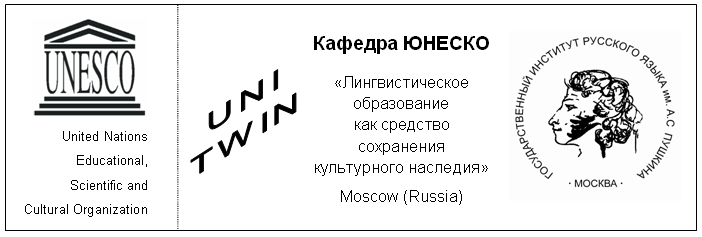 UNESCO
United Nations
Educational,
Scientific and
Cultural Organization
UNI
TWIN
Кафедра ЮНЕСКО
«Лингвистическое
образование
как средство
сохранения
культурного наследия»
Moscow (Russia)
ГОСУДАРСТВЕННЫЙ ИНСТИТУТ РУССКОГО ЯЗЫКА им. А.С ПУШКИНА
· МОСКВА ·